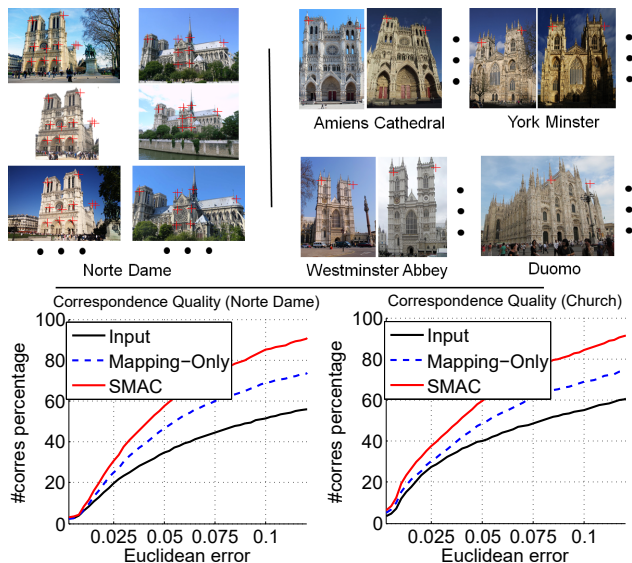 Amiens Cathedral
York Minster
Norte Dame
Westminster Abbey
Duomo
Correspondence Quality (Norte Dame)
#corres percentage
100
80
60
40
20
0
Input
Mapping-Only
SMAC
0.025 0.05 0.075 0.1
Euclidean error
Correspondence Quality (Church)
#corres percentage
100
80
60
40
20
0
Input
Mapping-Only
SMAC
0.025 0.05 0.075 0.1
Euclidean error